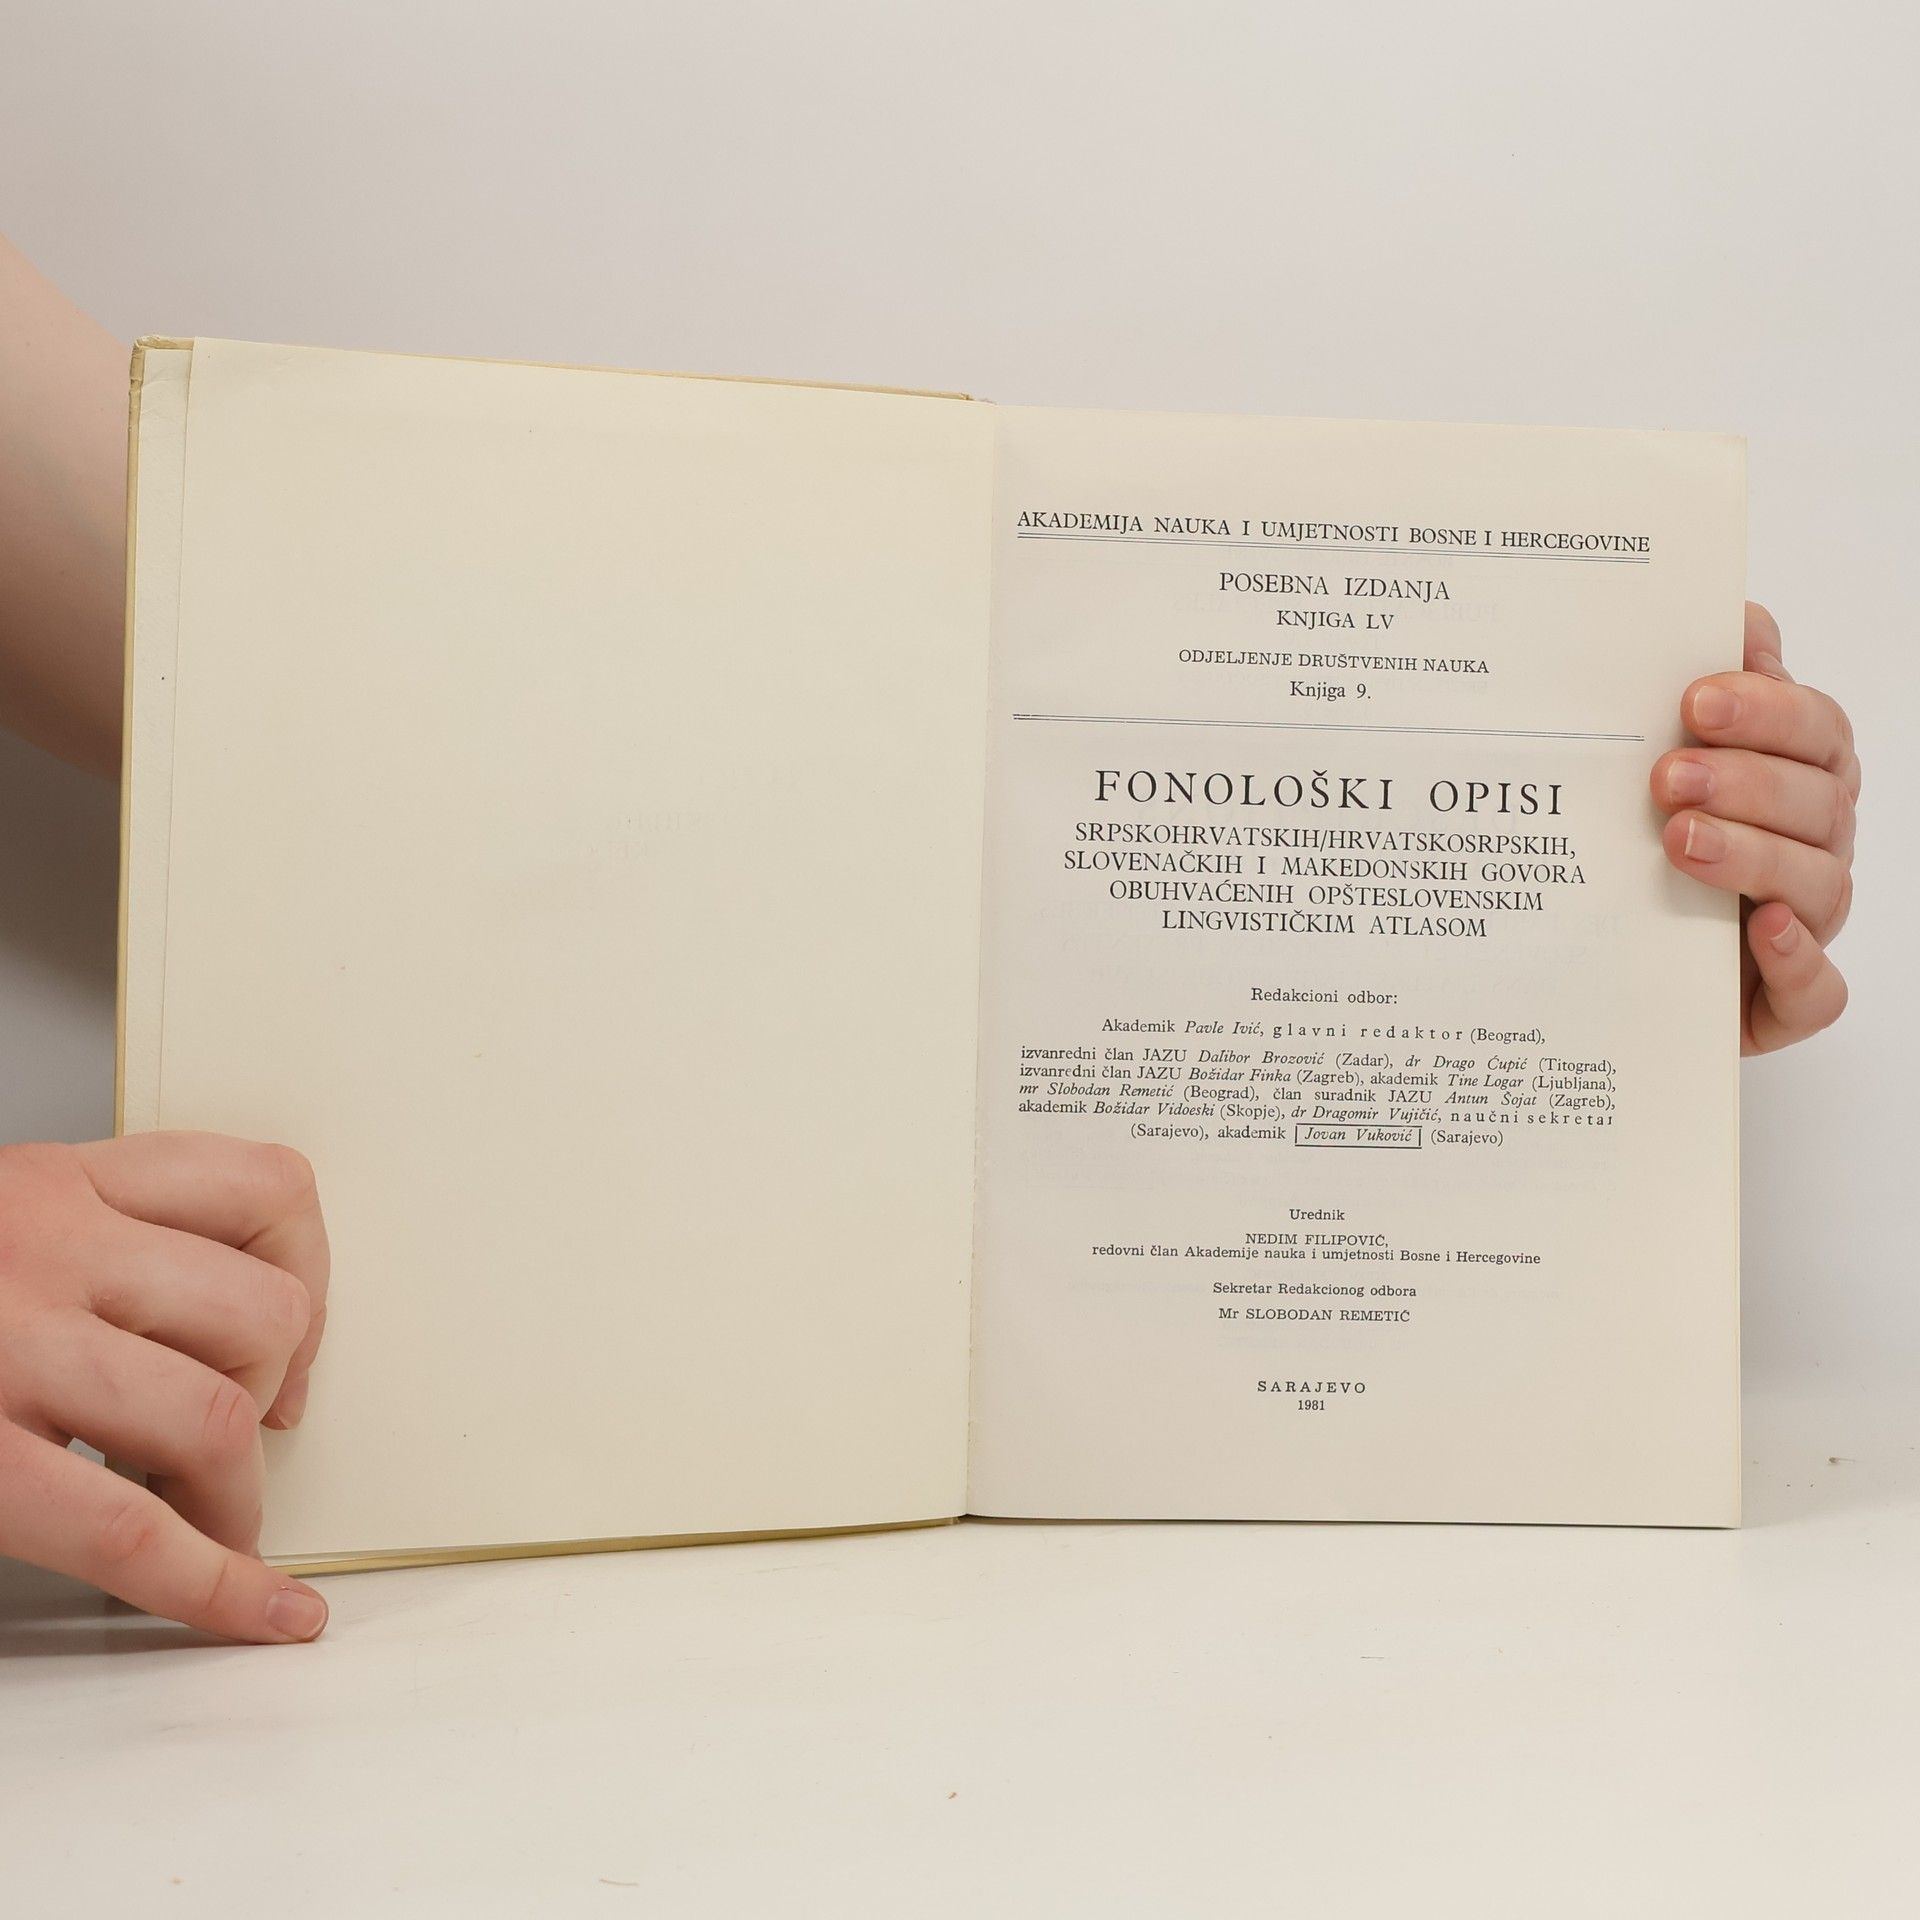 AKADEMIJA NAUKA I UMJETNOSTI BOSNE I HERCEGOVINE
POSEBNA IZDANJA
KNJIGA LV
ODJELJENJE DRUŠTVENIH NAUKA
Knjiga 9.
FONOLOŠKI OPISI
SRPSKOHRVATSKIH/HRVATSKOSRPSKIH,
SLOVENAČKIH I MAKEDONSKIH GOVORA
OBUHVAĆENIH OPŠTESLOVENSKIM
LINGVISTIČKIM ATLASOM
Redakcioni odbor:
Akademik Pavle Ivić, glavni redaktor (Beograd),
izvanredni član JAZU Dalibor Brozović (Zadar), dr Drago Ćupić (Titograd),
izvanredni član JAZU Božidar Finka (Zagreb), akademik Tine Logar (Ljubljana),
mr Slobodan Remetić (Beograd), član suradnik JAZU Antun Šojat (Zagreb),
akademik Božidar Vidoeski (Skopje), dr Dragomir Vujičić, naučni sekretar
(Sarajevo), akademik Jovan Vuković (Sarajevo)
Urednik
NEDIM FILIPOVIĆ,
redovni član Akademije nauka i umjetnosti Bosne i Hercegovine
Sekretar Redakcionog odbora
Mr SLOBODAN REMETIĆ
SARAJEVO
1981